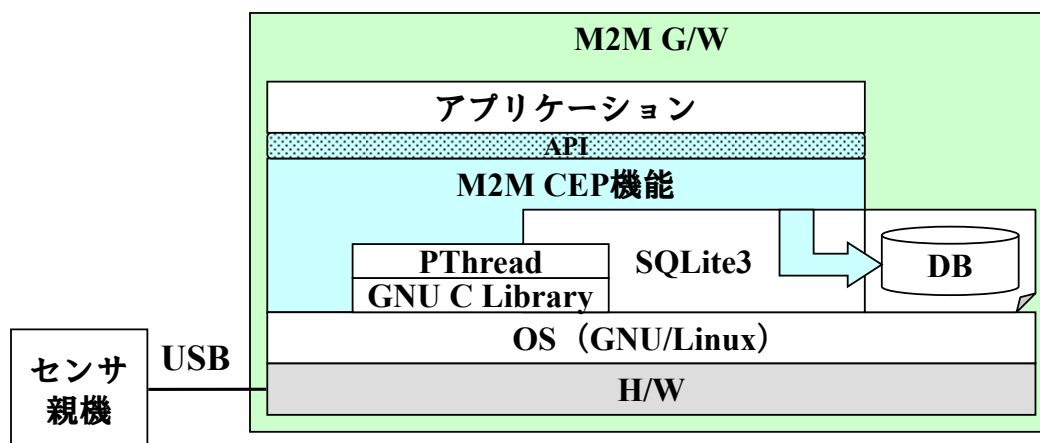 M2M G/W
アプリケーション
API
M2M CEP機能
PThread
SQLite3
DB
GNU C Library
OS（GNU/Linux）
USB
センサ
親機
H/W